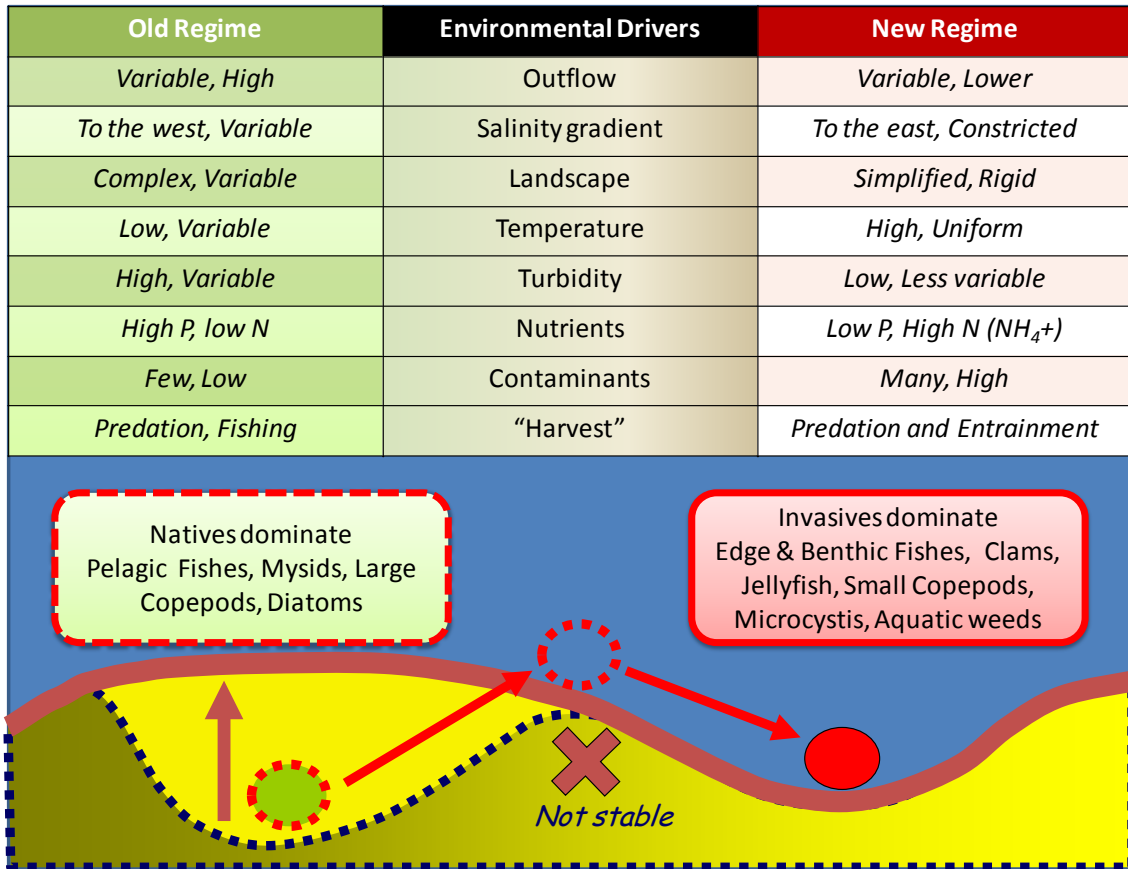 Old Regime Environmental Drivers New Regime
Variable, High Outflow Variable, Lower
To the west, Variable Salinity gradient To the east, Constricted
Complex, Variable Landscape Simplified, Rigid
Low, Variable Temperature High, Uniform
High, Variable Turbidity Low, Less variable
High P, low N Nutrients Low P, High N (NH₄+)
Few, Low Contaminants Many, High
Predation, Fishing “Harvest” Predation and Entrainment
Natives dominate
Pelagic Fishes, Mysids, Large
Copepods, Diatoms
Invasives dominate
Edge & Benthic Fishes, Clams,
Jellyfish, Small Copepods,
Microcystis, Aquatic weeds
Not stable